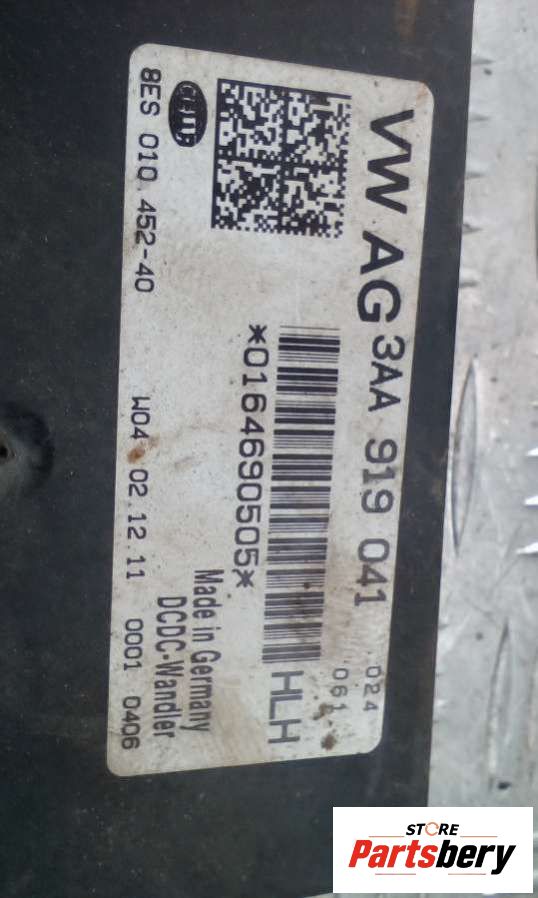 VW AG 3AA 919 041
024
061
HLH
*0164690505*
Made in Germany
DCDC-Wandler
8ES 010 452-40
W04 02.12.11 0001 0406
STORE
Partsbery